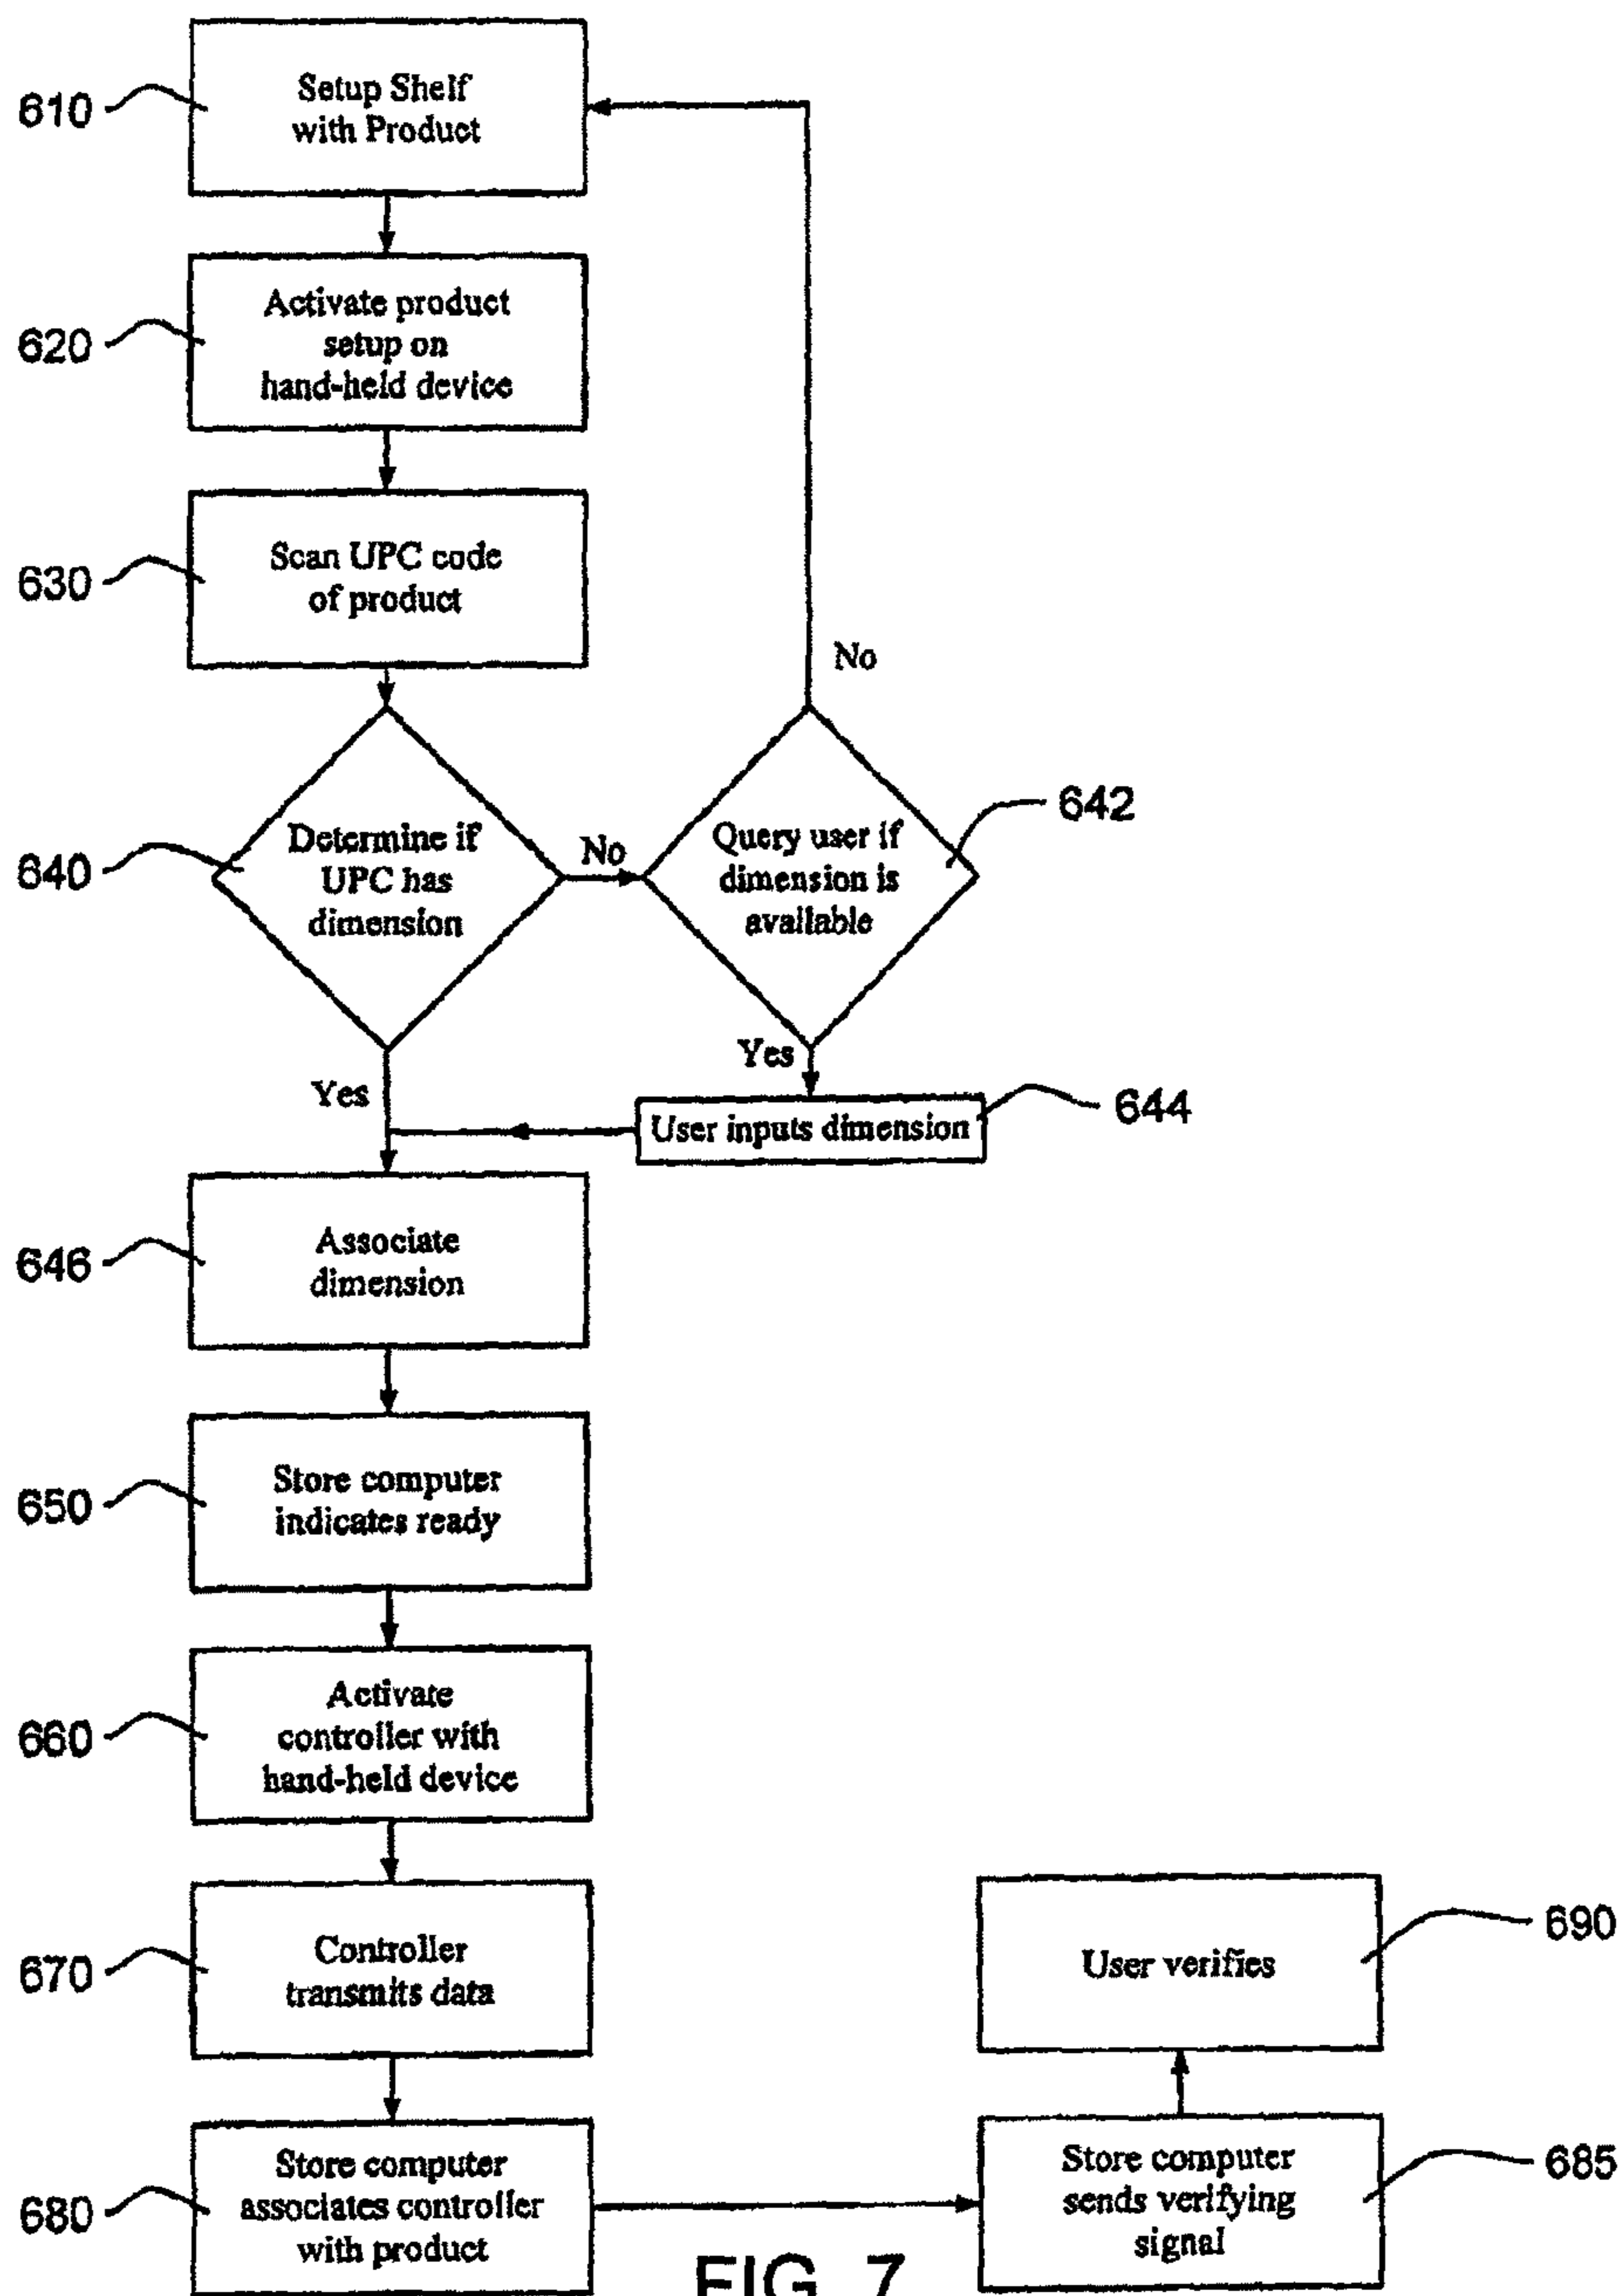 610
Setup Shelf
with Product
620
Activate product
setup on
hand-held device
630
Scan UPC code
of product
No
640
Determine if
UPC has
dimension
No
Query user if
dimension is
available
642
Yes
Yes
User inputs dimension
644
646
Associate
dimension
650
Store computer
indicates ready
660
Activate
controller with
hand-held device
670
Controller
transmits data
User verifies
690
680
Store computer
associates controller
with product
Store computer
sends verifying
signal
685
FIG. 7